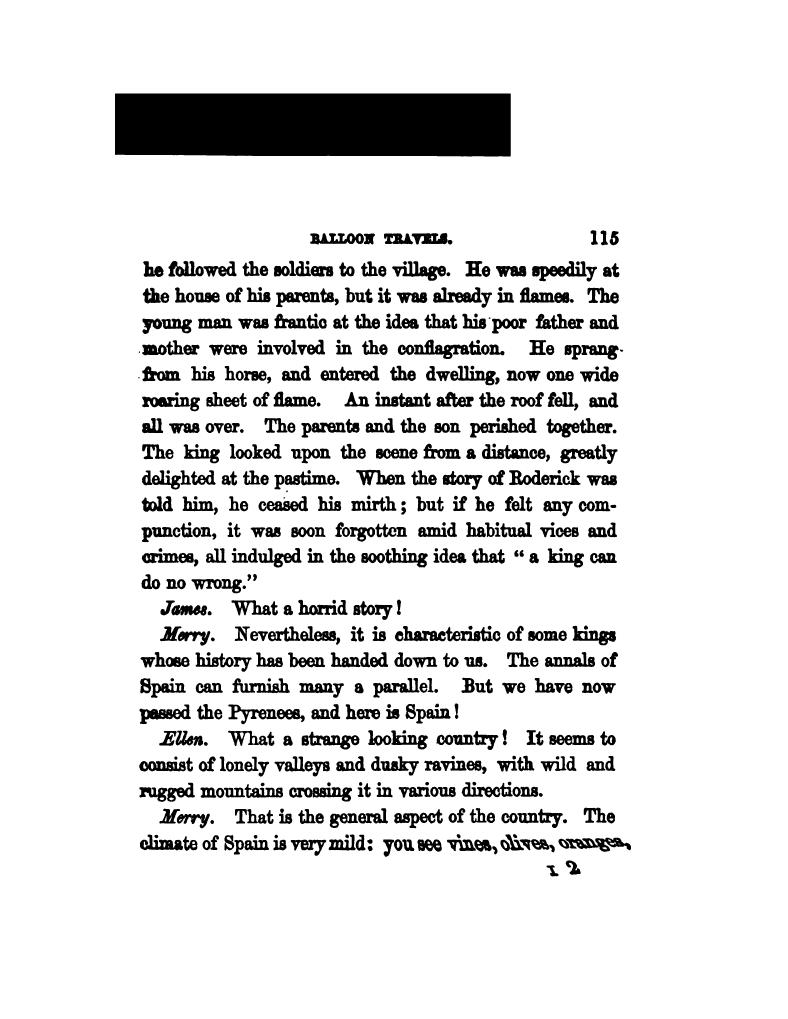 BALLOON TRAVELS. 115
he followed the soldiers to the village. He was speedily at
the house of his parents, but it was already in flames. The
young man was frantic at the idea that his poor father and
mother were involved in the conflagration. He sprang
from his horse, and entered the dwelling, now one wide
roaring sheet of flame. An instant after the roof fell, and
all was over. The parents and the son perished together.
The king looked upon the scene from a distance, greatly
delighted at the pastime. When the story of Roderick was
told him, he ceased his mirth; but if he felt any com-
punction, it was soon forgotten amid habitual vices and
crimes, all indulged in the soothing idea that “ a king can
do no wrong.”
James. What a horrid story!
Merry. Nevertheless, it is characteristic of some kings
whose history has been handed down to us. The annals of
Spain can furnish many a parallel. But we have now
passed the Pyrenees, and here is Spain!
Ellen. What a strange looking country! It seems to
consist of lonely valleys and dusky ravines, with wild and
rugged mountains crossing it in various directions.
Merry. That is the general aspect of the country. The
climate of Spain is very mild: you see vines, olives, oranges,
I 2